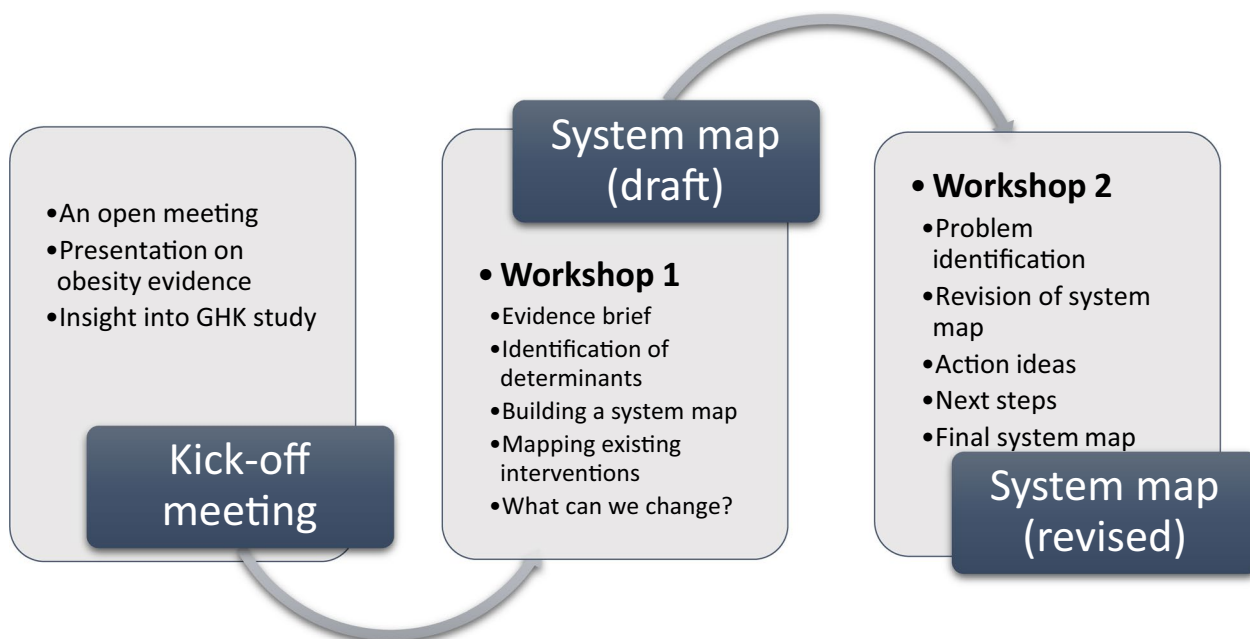 •An open meeting
•Presentation on
obesity evidence
•Insight into GHK study
Kick-off
meeting
System map
(draft)
• Workshop 1
•Evidence brief
•Identification of
determinants
•Building a system map
•Mapping existing
interventions
•What can we change?
• Workshop 2
•Problem
identification
•Revision of system
map
•Action ideas
•Next steps
•Final system map
System map
(revised)